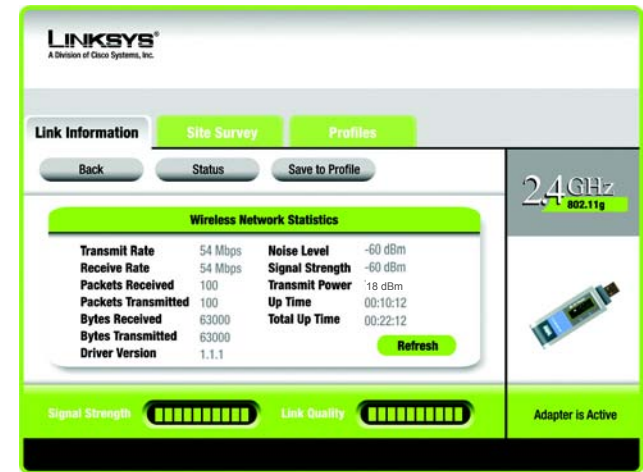 LINKSYS®
A Division of Cisco Systems, Inc.
Link Information
Site Survey
Profiles
Back
Status
Save to Profile
2.4GHz
802.11g
Wireless Network Statistics
Transmit Rate 54 Mbps
Receive Rate 54 Mbps
Packets Received 100
Packets Transmitted 100
Bytes Received 63000
Bytes Transmitted 63000
Driver Version 1.1.1
Noise Level -60 dBm
Signal Strength -60 dBm
Transmit Power 18 dBm
Up Time 00:10:12
Total Up Time 00:22:12
Refresh
Signal Strength
Link Quality
Adapter is Active